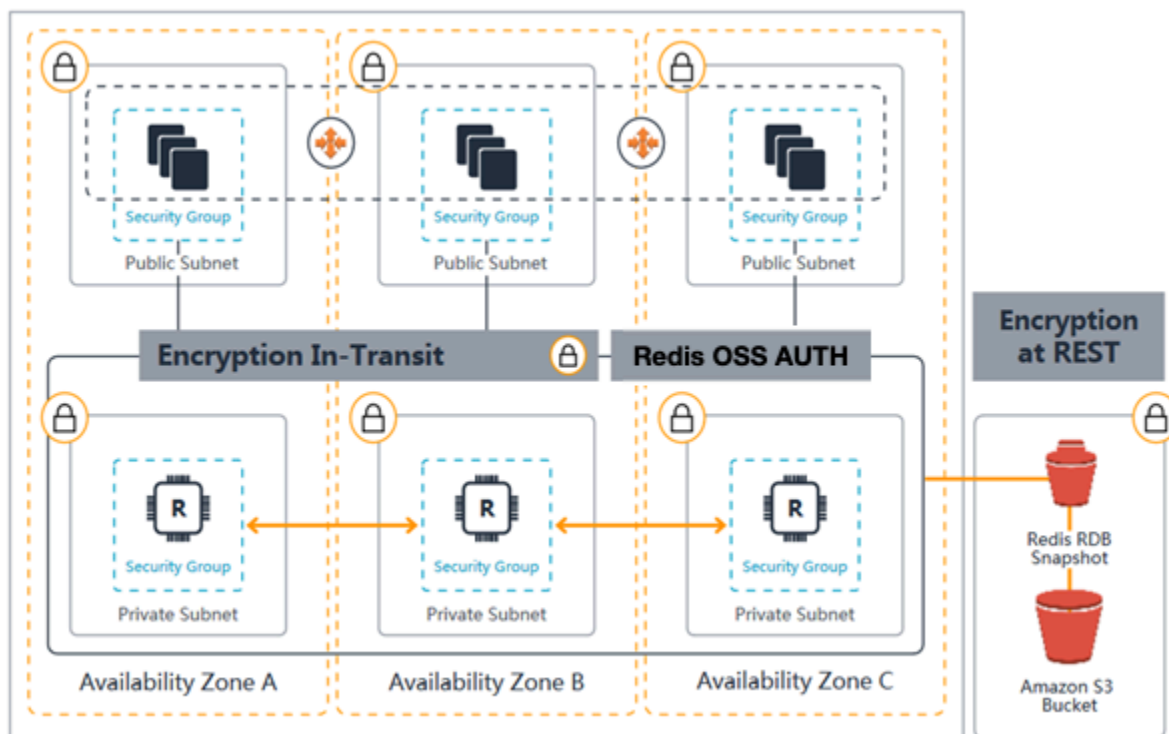 Security Group
Public Subnet
Security Group
Public Subnet
Security Group
Public Subnet
Encryption In-Transit
Redis OSS AUTH
Encryption
at REST
R
Security Group
Private Subnet
R
Security Group
Private Subnet
R
Security Group
Private Subnet
Availability Zone A
Availability Zone B
Availability Zone C
Redis RDB
Snapshot
Amazon S3
Bucket